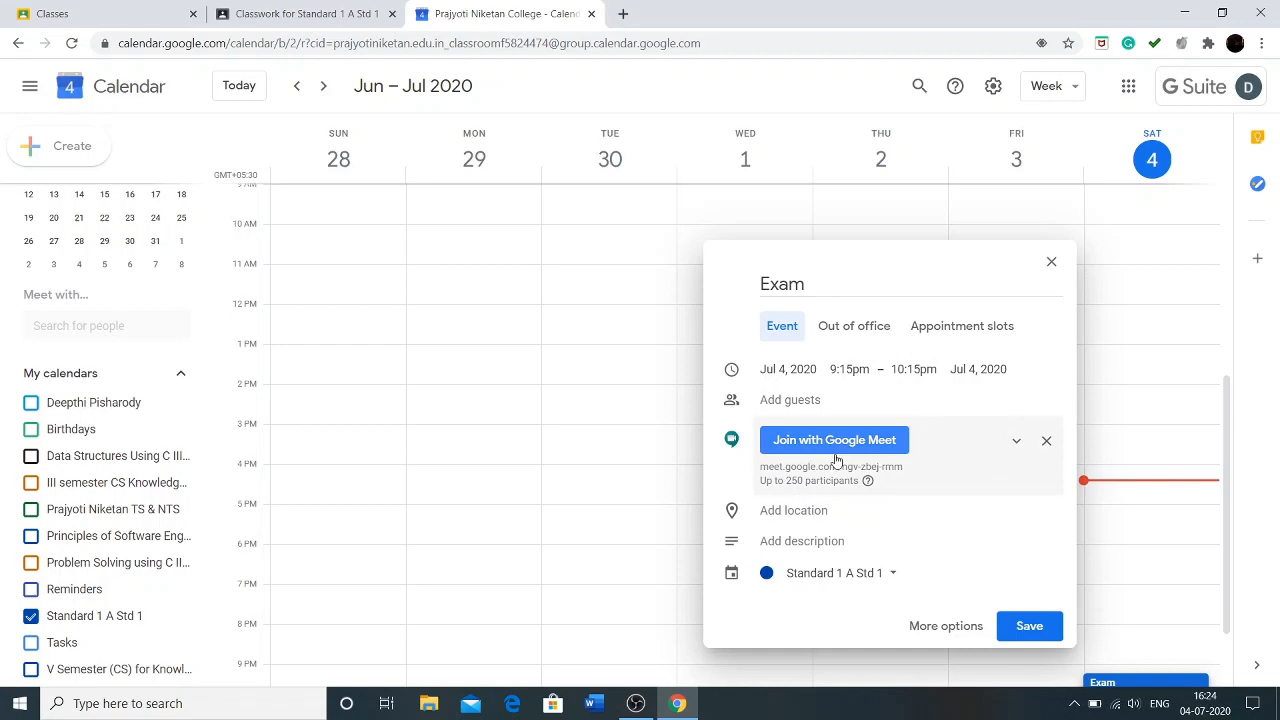 Classes
Classwork for Standard 1 A Std 1
Prajyoti Niketan College - Calend
calendar.google.com/calendar/b/2/r?cid=prajyotiniketan.edu.in_classroomf5824474@group.calendar.google.com
4
Calendar
Today
Jun – Jul 2020
Week
G Suite
D
Create
SUN
MON
TUE
WED
THU
FRI
SAT
28
29
30
1
2
3
4
GMT+05:30
12 13 14 15 16 17 18
19 20 21 22 23 24 25
26 27 28 29 30 31 1
2 3 4 5 6 7 8
Meet with...
Search for people
My calendars
Deepthi Pisharody
Birthdays
Data Structures Using C III...
III semester CS Knowledg...
Prajyoti Niketan TS & NTS
Principles of Software Eng...
Problem Solving using C II...
Reminders
Standard 1 A Std 1
Tasks
V Semester (CS) for Knowl...
9 AM
10 AM
11 AM
12 PM
1 PM
2 PM
3 PM
4 PM
5 PM
6 PM
7 PM
8 PM
9 PM
Exam
Event
Out of office
Appointment slots
Jul 4, 2020 9:15pm – 10:15pm Jul 4, 2020
Add guests
Join with Google Meet
Up to 250 participants
Add location
Add description
Standard 1 A Std 1
More options
Save
Exam
Type here to search
ENG
16:24
04-07-2020